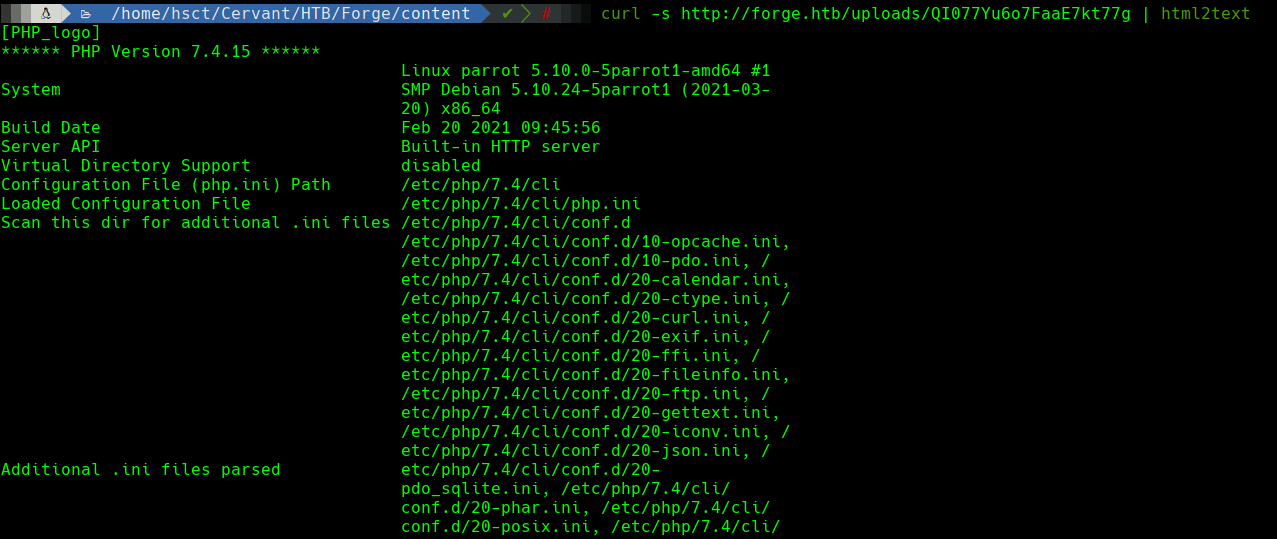 /home/hsct/Cervant/HTB/Forge/content ✔ # curl -s http://forge.htb/uploads/QI077Yu6o7FaaE7kt77g | html2text
[PHP_logo]
****** PHP Version 7.4.15 ******
Linux parrot 5.10.0-5parrot1-amd64 #1
System SMP Debian 5.10.24-5parrot1 (2021-03-
20) x86_64
Build Date Feb 20 2021 09:45:56
Server API Built-in HTTP server
Virtual Directory Support disabled
Configuration File (php.ini) Path /etc/php/7.4/cli
Loaded Configuration File /etc/php/7.4/cli/php.ini
Scan this dir for additional .ini files /etc/php/7.4/cli/conf.d
/etc/php/7.4/cli/conf.d/10-opcache.ini,
/etc/php/7.4/cli/conf.d/10-pdo.ini, /
etc/php/7.4/cli/conf.d/20-calendar.ini,
/etc/php/7.4/cli/conf.d/20-ctype.ini, /
etc/php/7.4/cli/conf.d/20-curl.ini, /
etc/php/7.4/cli/conf.d/20-exif.ini, /
etc/php/7.4/cli/conf.d/20-ffi.ini, /
etc/php/7.4/cli/conf.d/20-fileinfo.ini,
/etc/php/7.4/cli/conf.d/20-ftp.ini, /
etc/php/7.4/cli/conf.d/20-gettext.ini,
/etc/php/7.4/cli/conf.d/20-iconv.ini, /
etc/php/7.4/cli/conf.d/20-json.ini, /
Additional .ini files parsed etc/php/7.4/cli/conf.d/20-
pdo_sqlite.ini, /etc/php/7.4/cli/
conf.d/20-phar.ini, /etc/php/7.4/cli/
conf.d/20-posix.ini, /etc/php/7.4/cli/